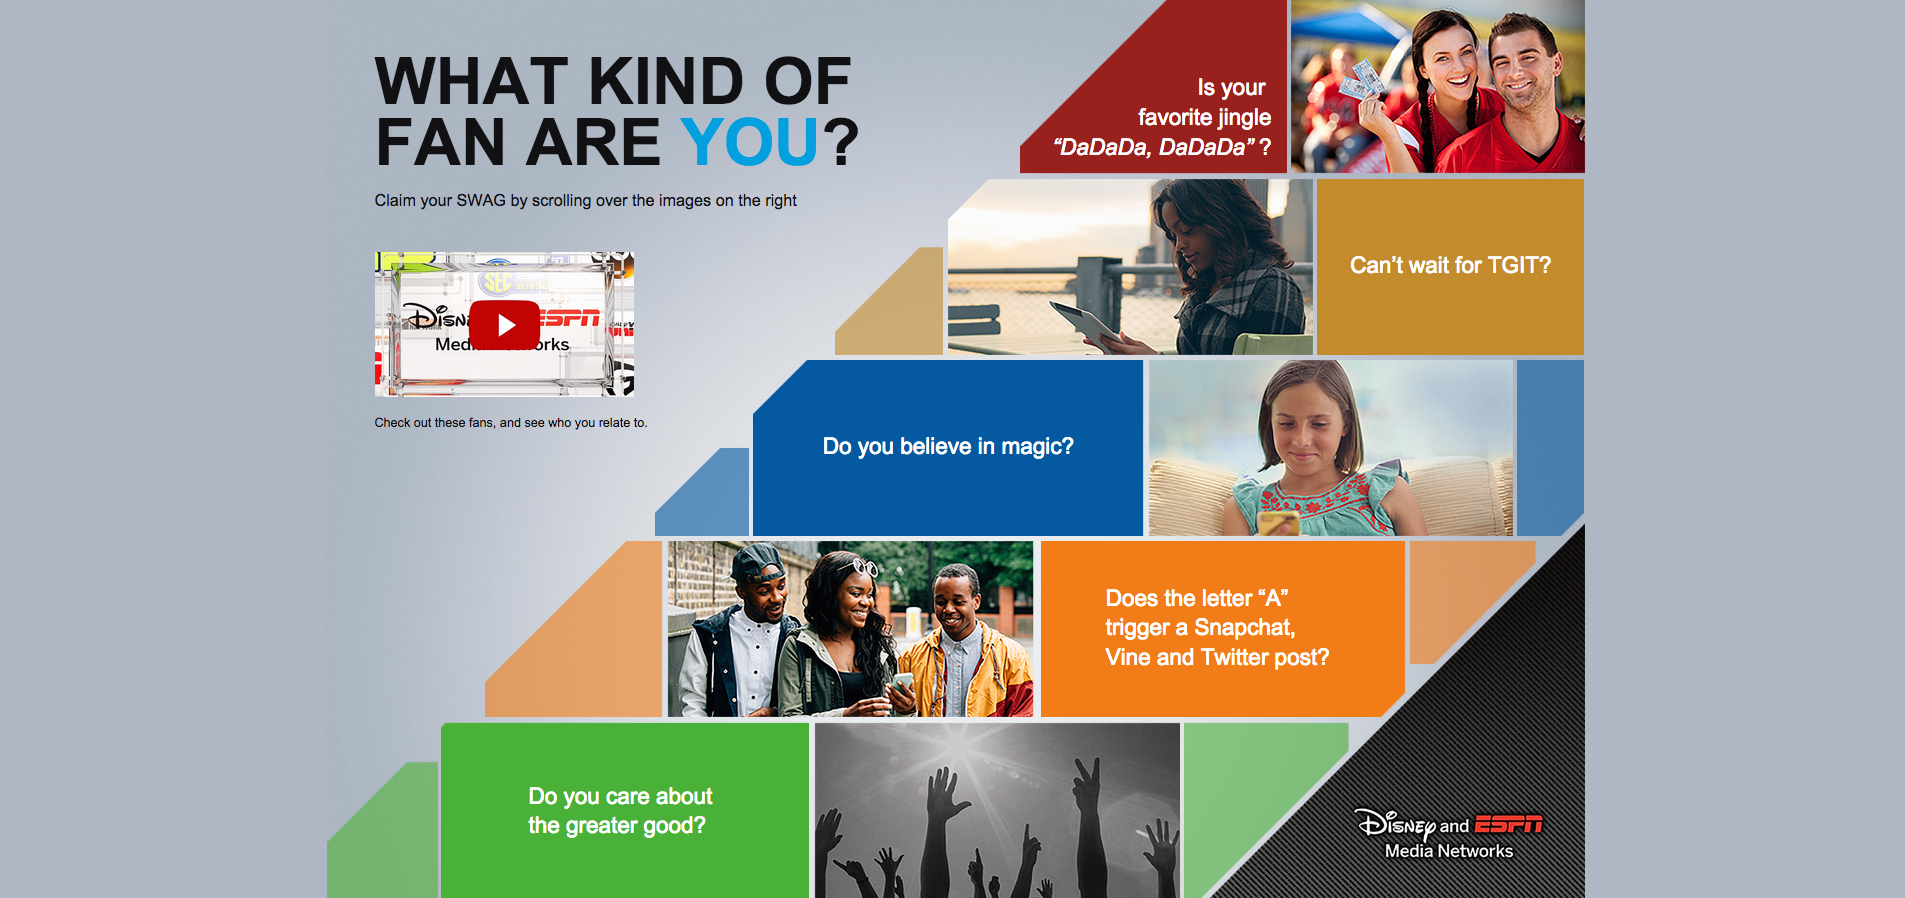 WHAT KIND OF
FAN ARE YOU?
Claim your SWAG by scrolling over the images on the right
SEC
Disney ESPN
Media Networks
Check out these fans, and see who you relate to.
Is your
favorite jingle
“DaDaDa, DaDaDa” ?
Can’t wait for TGIT?
Do you believe in magic?
Does the letter “A”
trigger a Snapchat,
Vine and Twitter post?
Do you care about
the greater good?
Disney and ESPN
Media Networks